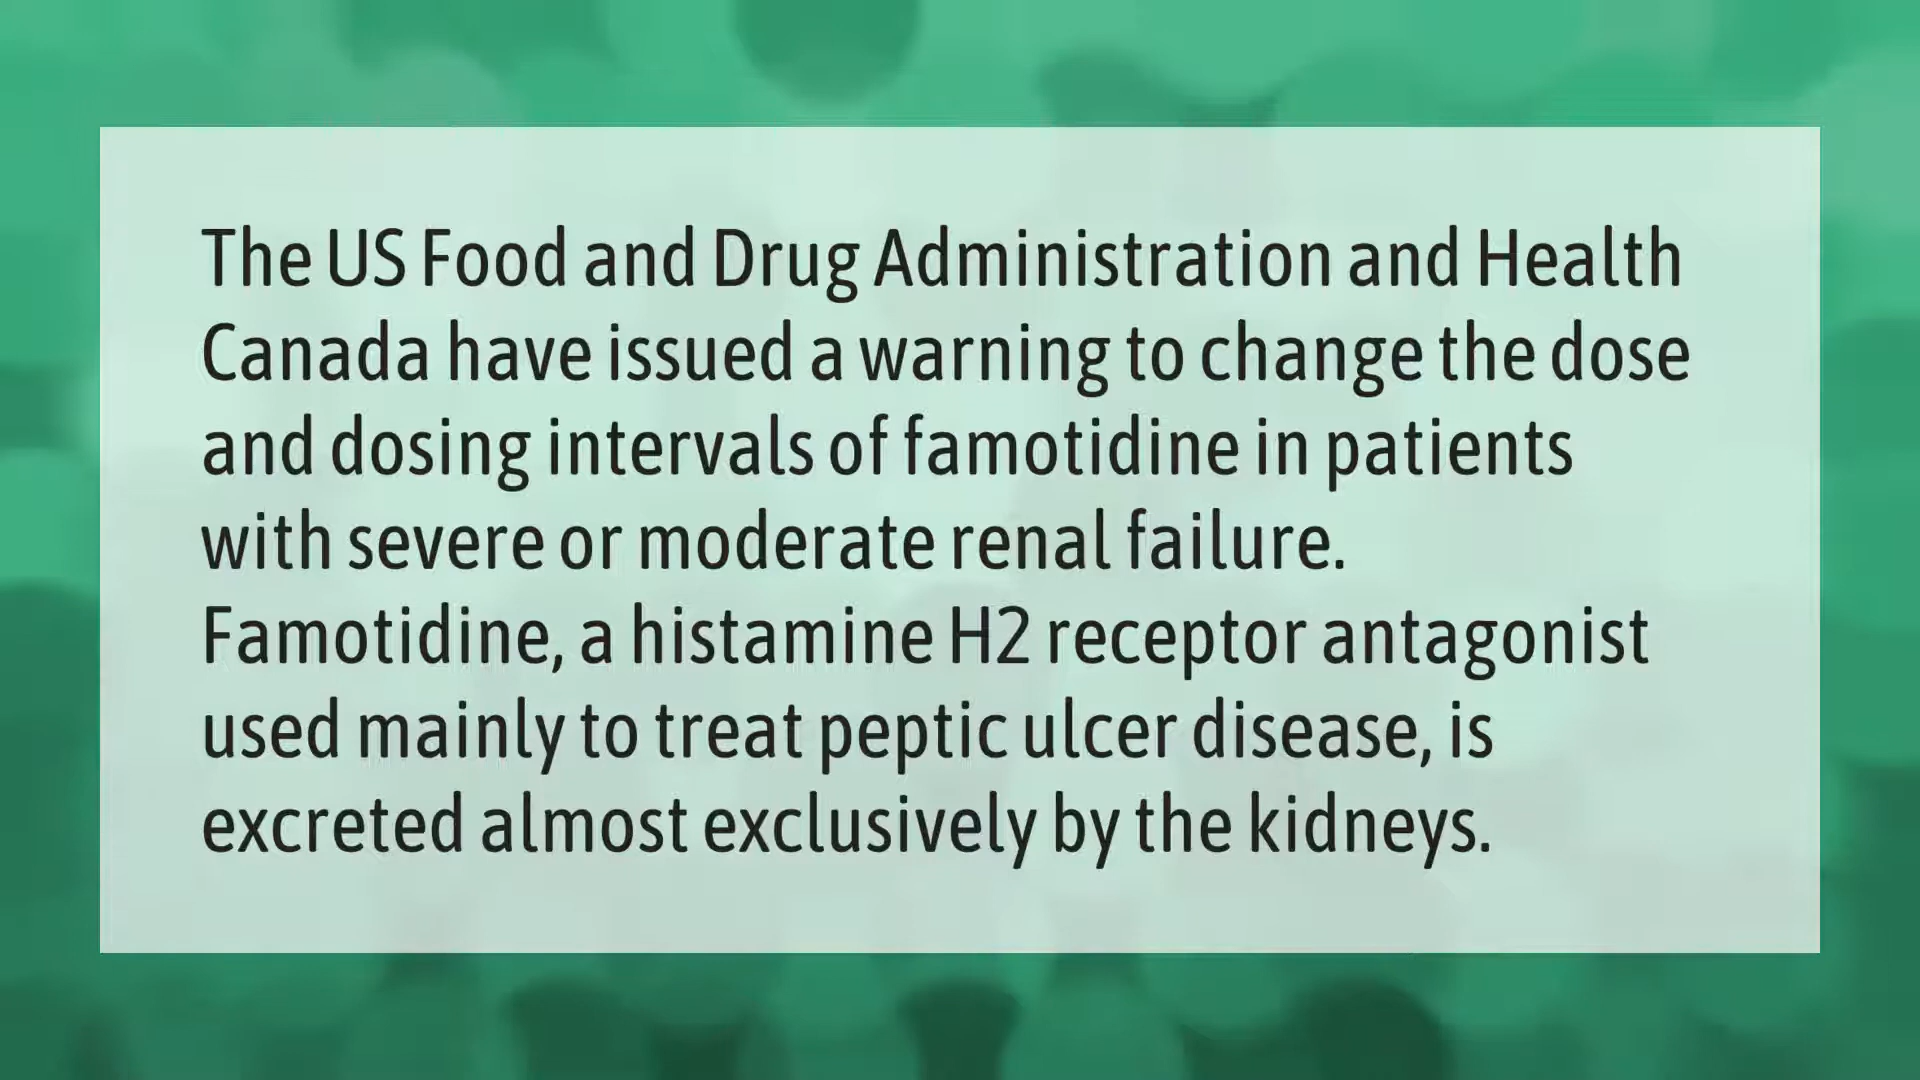 The US Food and Drug Administration and Health
Canada have issued a warning to change the dose
and dosing intervals of famotidine in patients
with severe or moderate renal failure.
Famotidine, a histamine H2 receptor antagonist
used mainly to treat peptic ulcer disease, is
excreted almost exclusively by the kidneys.